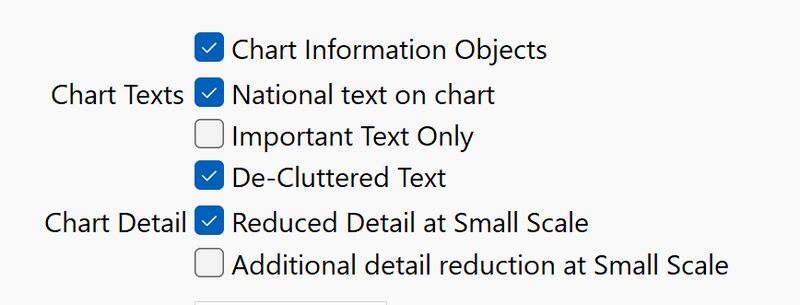 Chart Information Objects
Chart Texts National text on chart
Important Text Only
De-Cluttered Text
Chart Detail Reduced Detail at Small Scale
Additional detail reduction at Small Scale